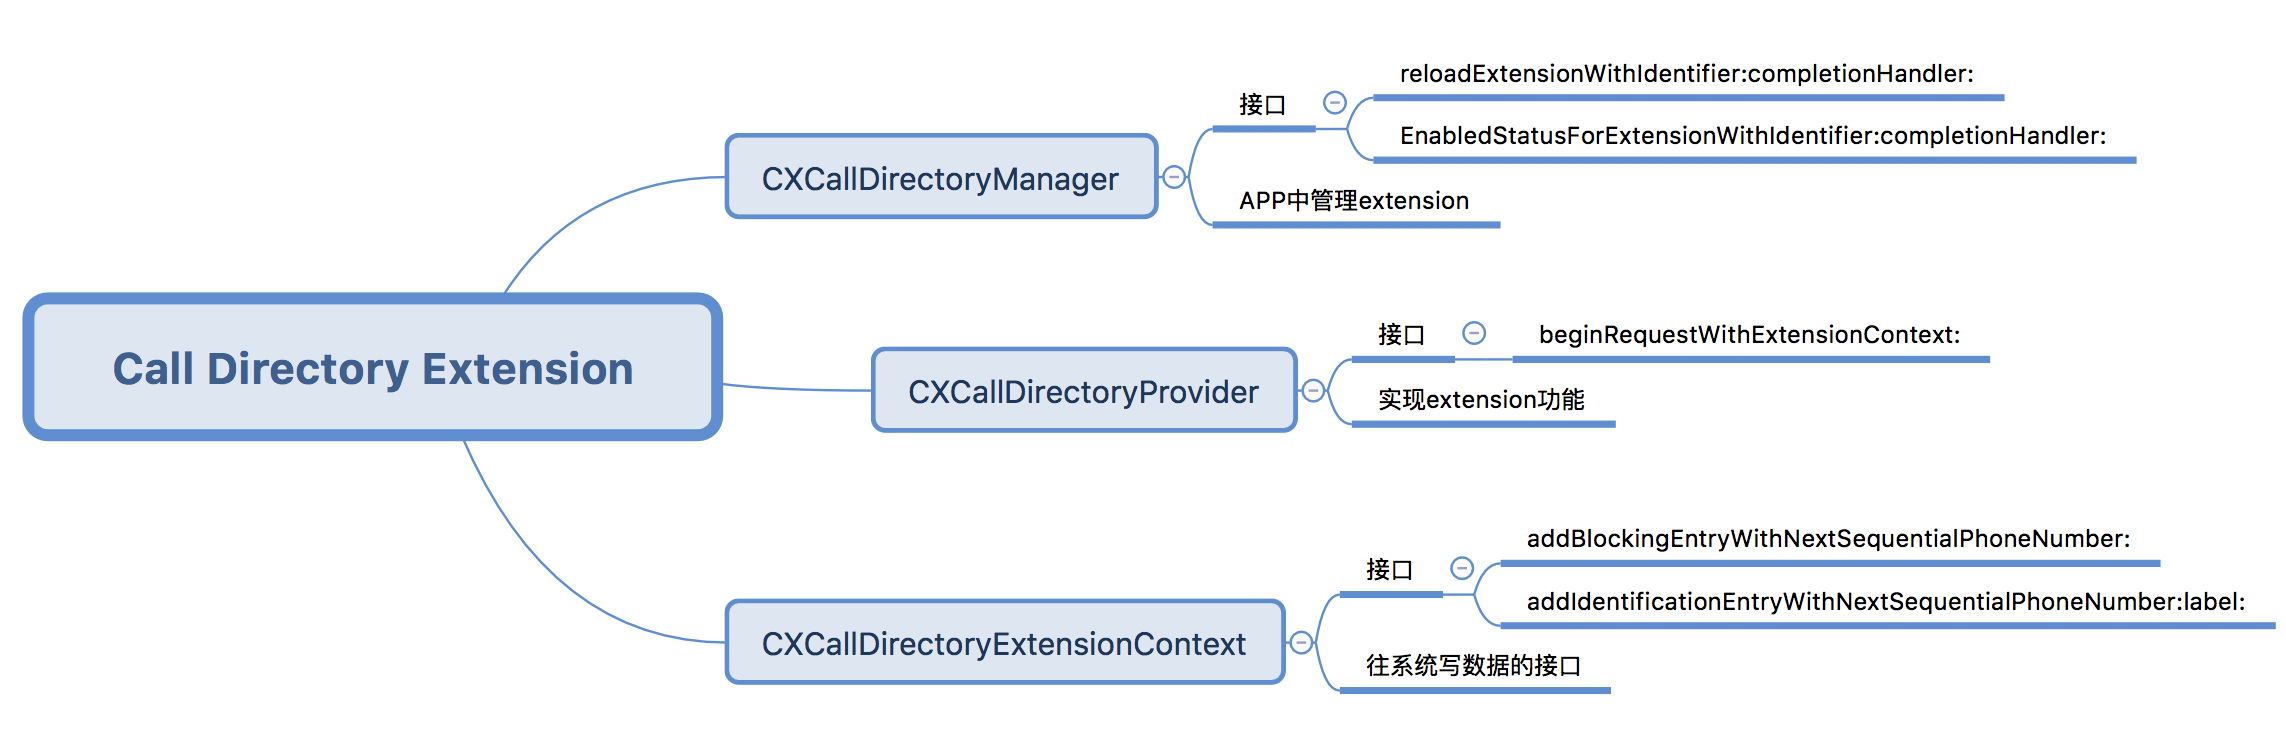 Call Directory Extension
CXCallDirectoryManager
接口
reloadExtensionWithIdentifier:completionHandler:
EnabledStatusForExtensionWithIdentifier:completionHandler:
APP中管理extension
CXCallDirectoryProvider
接口
beginRequestWithExtensionContext:
实现extension功能
CXCallDirectoryExtensionContext
接口
addBlockingEntryWithNextSequentialPhoneNumber:
addIdentificationEntryWithNextSequentialPhoneNumber:label:
往系统写数据的接口